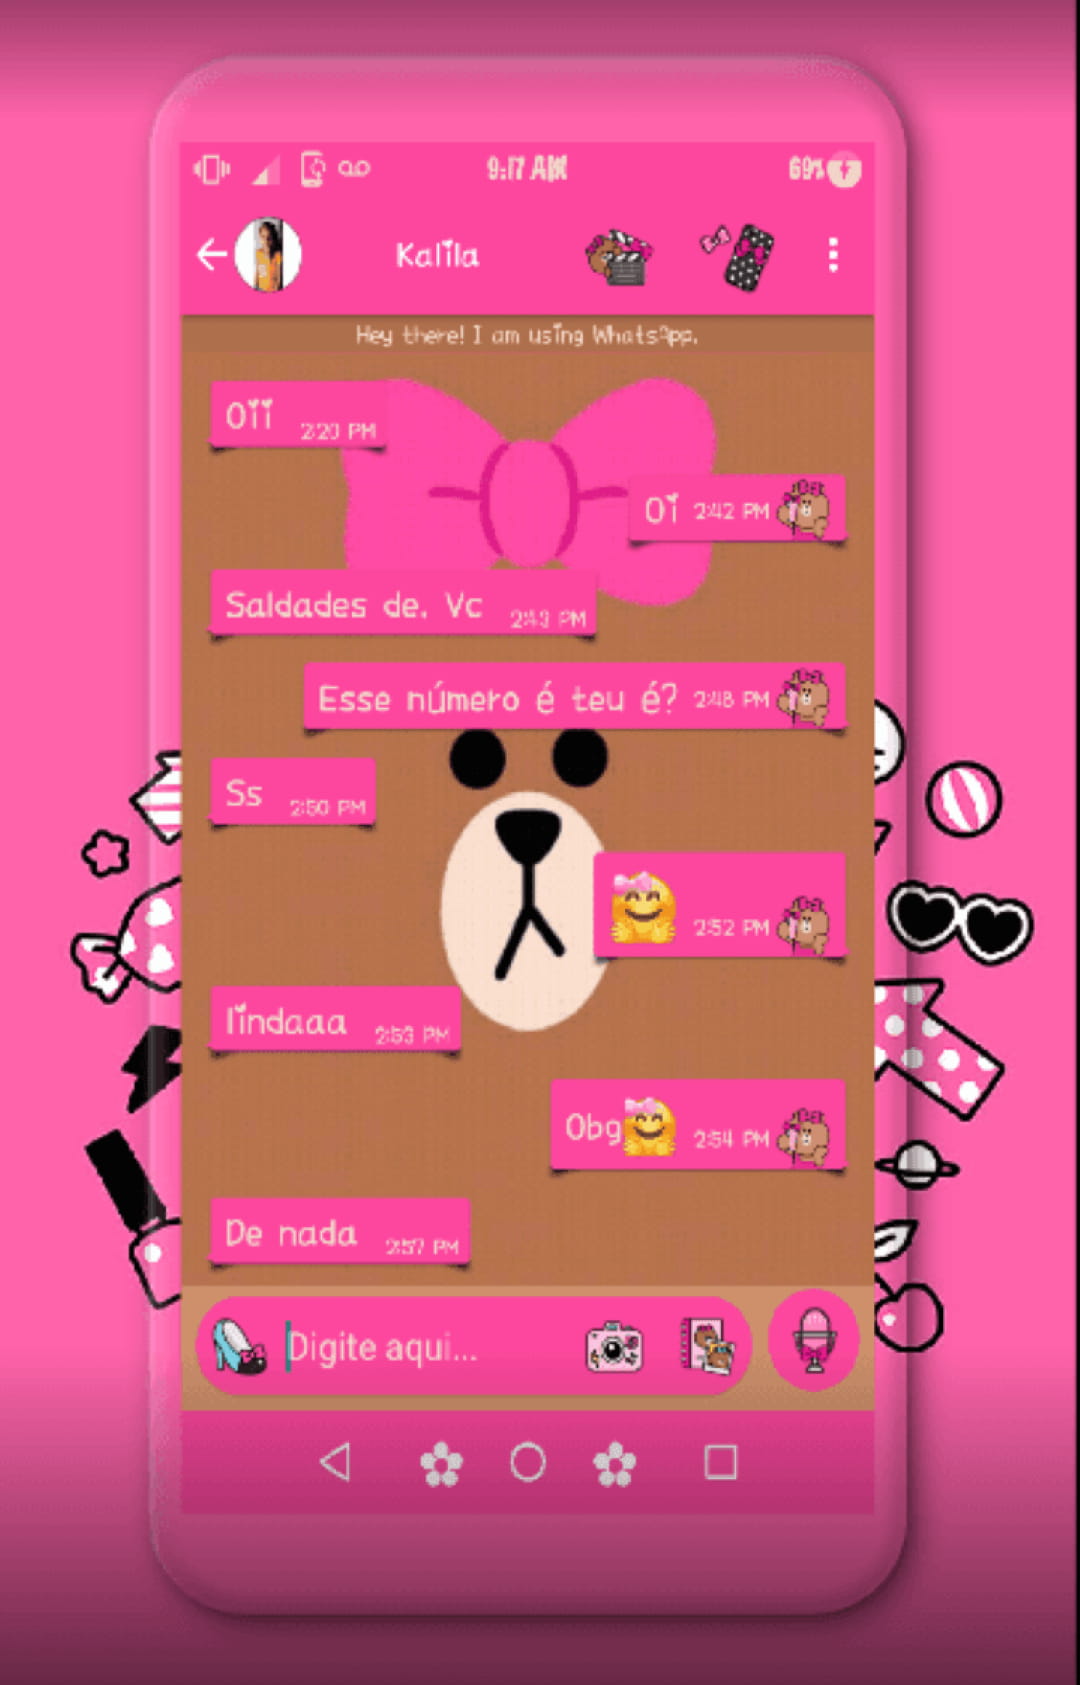 9:17 AM
69%
Kalila
Hey there! I am using WhatsApp.
Oii 2:20 PM
Oi 2:42 PM
Saldades de. Vc 2:43 PM
Esse número é teu é? 2:48 PM
Ss 2:50 PM
2:52 PM
lindaaa 2:53 PM
Obg 2:54 PM
De nada 2:57 PM
Digite aqui...